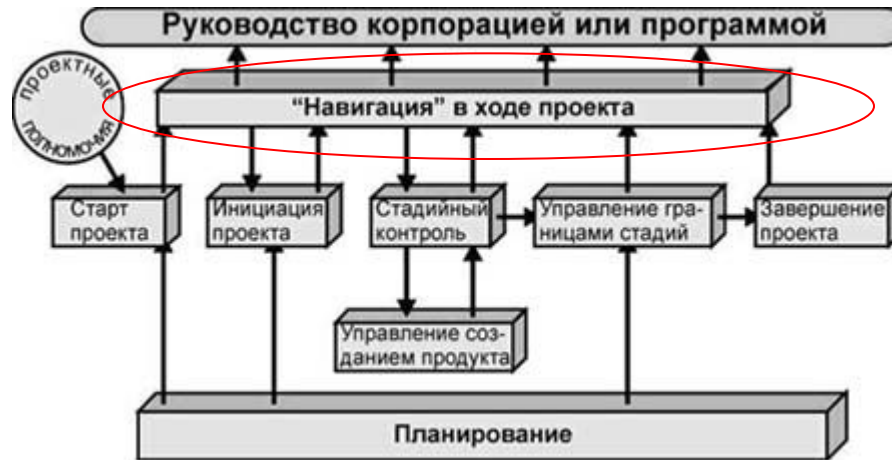 Руководство корпорацией или программой
проектные
полномочия
“Навигация” в ходе проекта
Старт
проекта
Инициация
проекта
Стадийный
контроль
Управление гра-
ницами стадий
Завершение
проекта
Управление соз-
данием продукта
Планирование